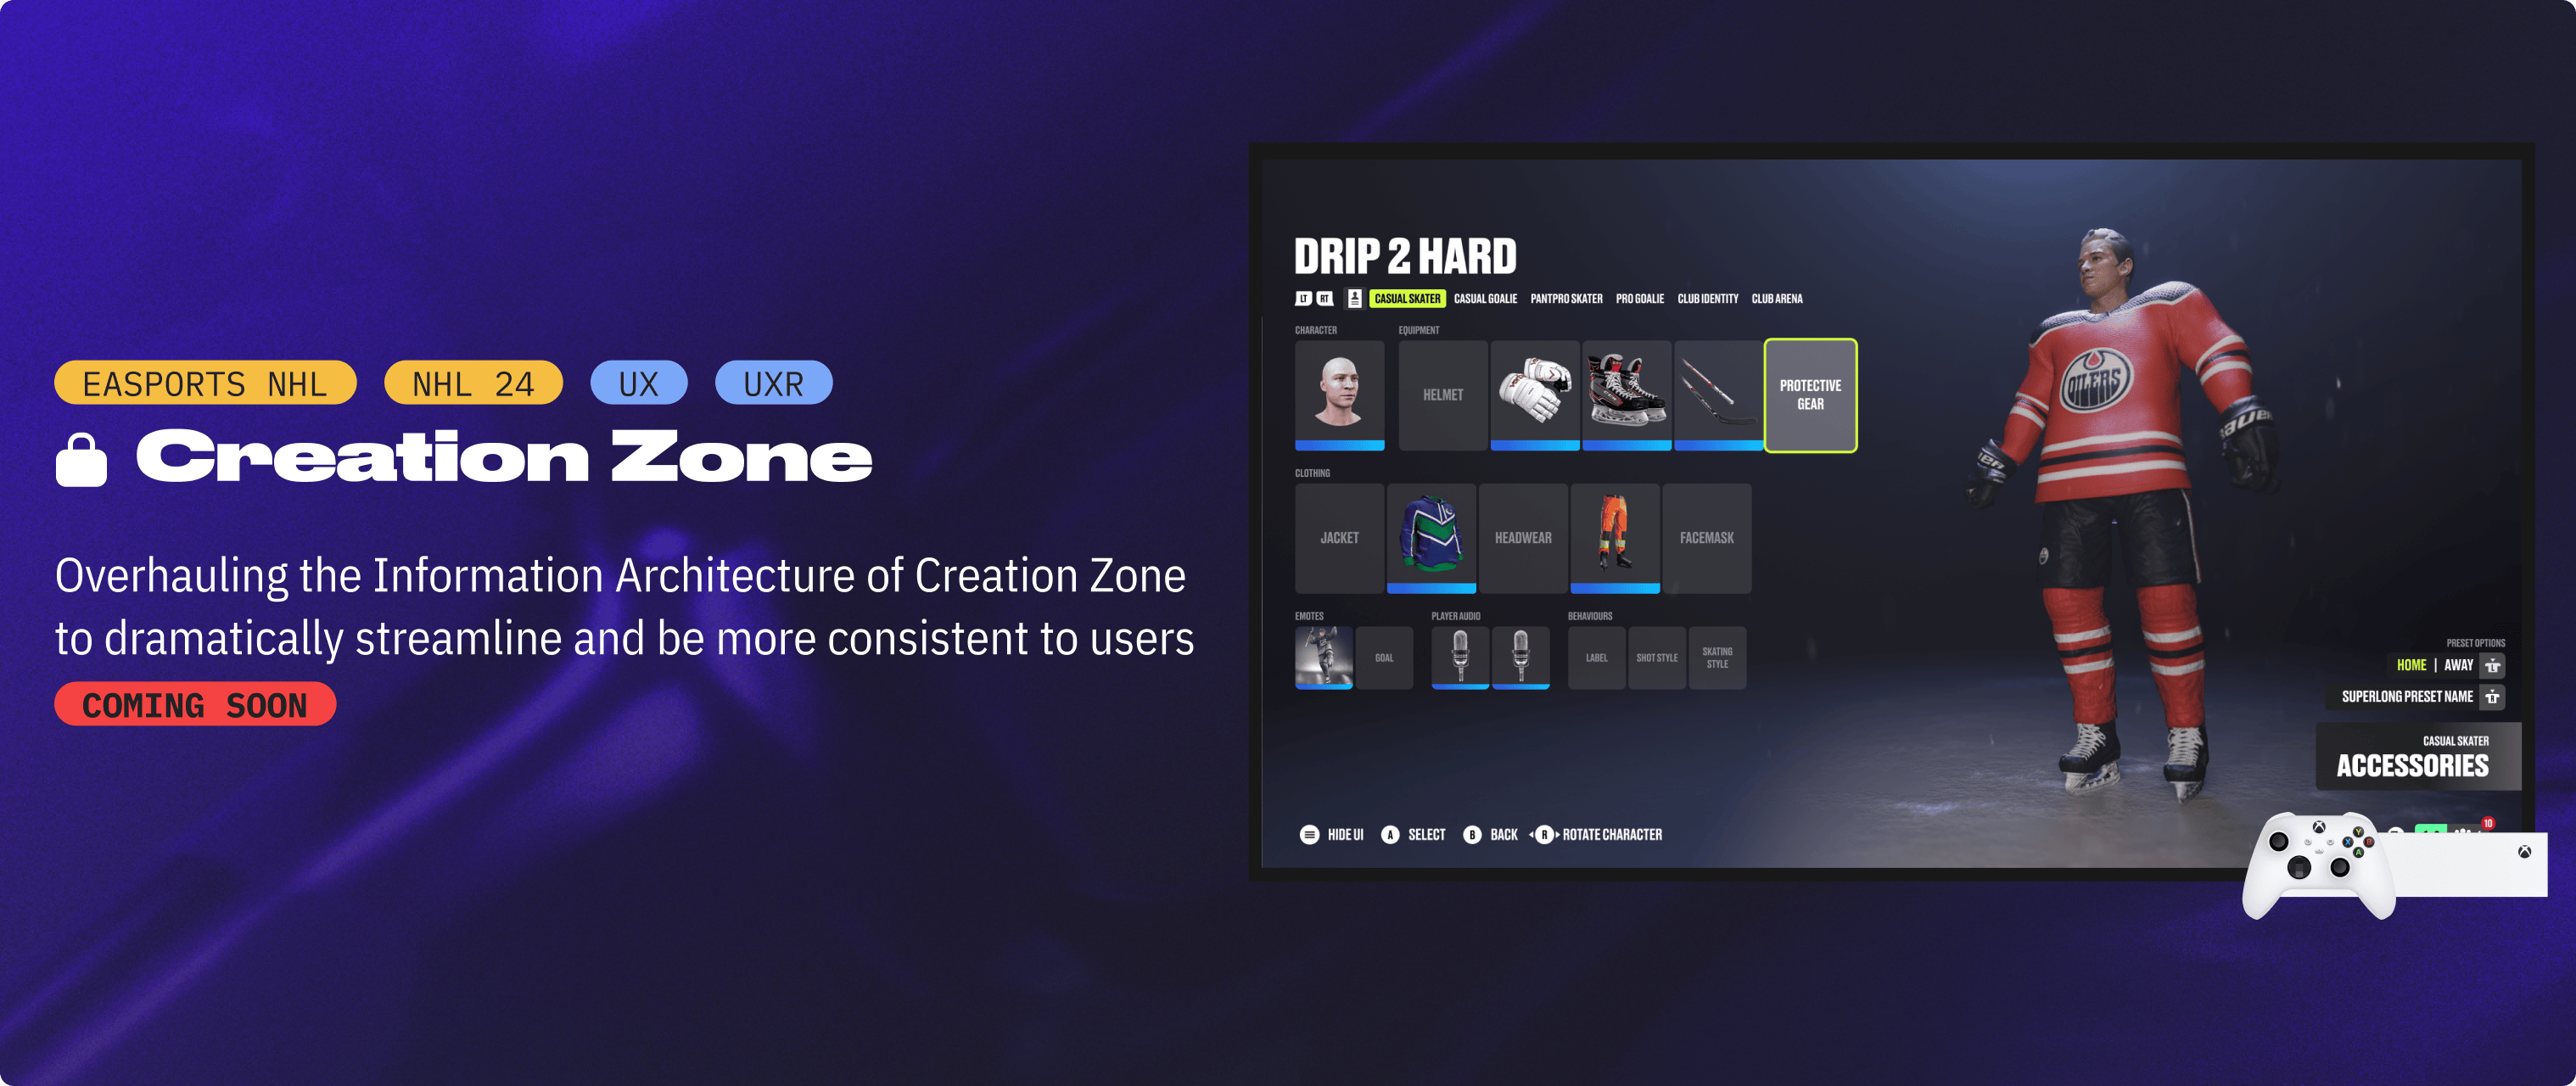 EASPORTS NHL
NHL 24
UX
UXR
Creation Zone
Overhauling the Information Architecture of Creation Zone
to dramatically streamline and be more consistent to users
COMING SOON
DRIP 2 HARD
LT RT CASUAL SKATER CASUAL GOALIE PANTPRO SKATER PRO GOALIE CLUB IDENTITY CLUB ARENA
CHARACTER EQUIPMENT
HELMET
PROTECTIVE
GEAR
CLOTHING
JACKET
HEADWEAR
FACEMASK
EMOTES PLAYER AUDIO BEHAVIOURS
GOAL
LABEL
SHOT STYLE
SKATING
STYLE
OILERS
BAUER
PRESET OPTIONS
HOME | AWAY
SUPERLONG PRESET NAME
CASUAL SKATER
ACCESSORIES
HIDE UI A SELECT B BACK R ROTATE CHARACTER
10
Y
X
B
A